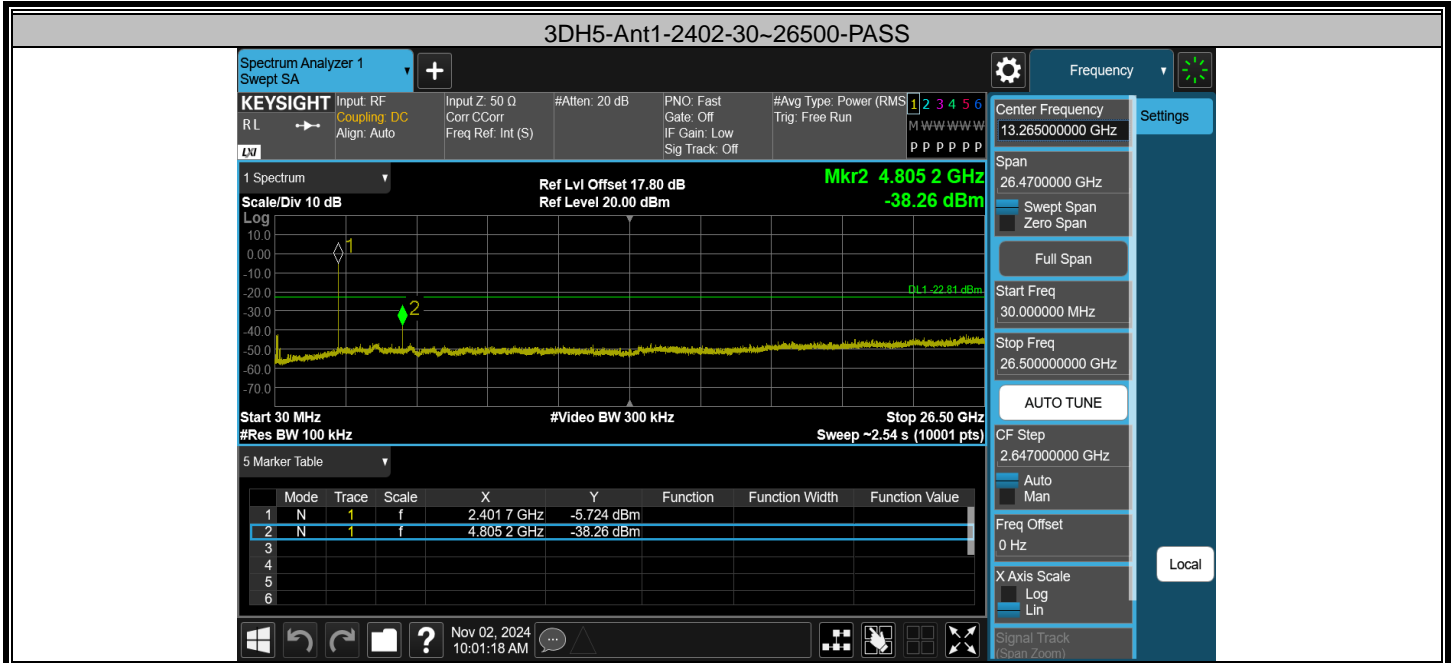 3DH5-Ant1-2402-30~26500-PASS
Spectrum Analyzer 1
Swept SA
Frequency
KEYSIGHT
RL
LXI
Input: RF
Coupling: DC
Align: Auto
Input Z: 50 Ω
Corr CCorr
Freq Ref: Int (S)
#Atten: 20 dB
PNO: Fast
Gate: Off
IF Gain: Low
Sig Track: Off
#Avg Type: Power (RMS
Trig: Free Run
1 2 3 4 5 6
M W W W W W
P P P P P P
1 Spectrum
Scale/Div 10 dB
Ref Lvl Offset 17.80 dB
Ref Level 20.00 dBm
Mkr2 4.805 2 GHz
-38.26 dBm
Log
10.0
0.00
-10.0
-20.0
-30.0
-40.0
-50.0
-60.0
-70.0
1
2
DL1 -22.81 dBm
Start 30 MHz
#Video BW 300 kHz
Stop 26.50 GHz
#Res BW 100 kHz
Sweep ~2.54 s (10001 pts)
5 Marker Table
Mode Trace Scale X Y Function Function Width Function Value
1 N 1 f 2.401 7 GHz -5.724 dBm
2 N 1 f 4.805 2 GHz -38.26 dBm
3
4
5
6
Nov 02, 2024
10:01:18 AM
Center Frequency
13.265000000 GHz
Settings
Span
26.4700000 GHz
Swept Span
Zero Span
Full Span
Start Freq
30.000000 MHz
Stop Freq
26.500000000 GHz
AUTO TUNE
CF Step
2.647000000 GHz
Auto
Man
Freq Offset
0 Hz
X Axis Scale
Log
Lin
Local
Signal Track
(Span Zoom)